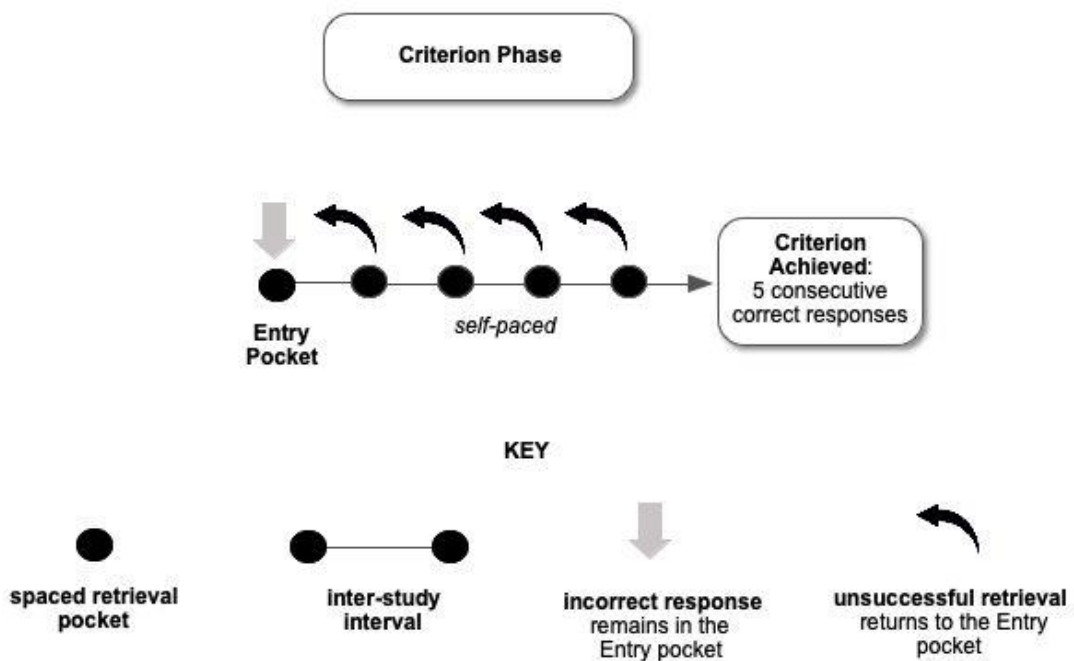 Criterion Phase
Criterion
Achieved:
5 consecutive
correct responses
self-paced
Entry
Pocket
KEY
spaced retrieval
pocket
inter-study
interval
incorrect response
remains in the
Entry pocket
unsuccessful retrieval
returns to the Entry
pocket